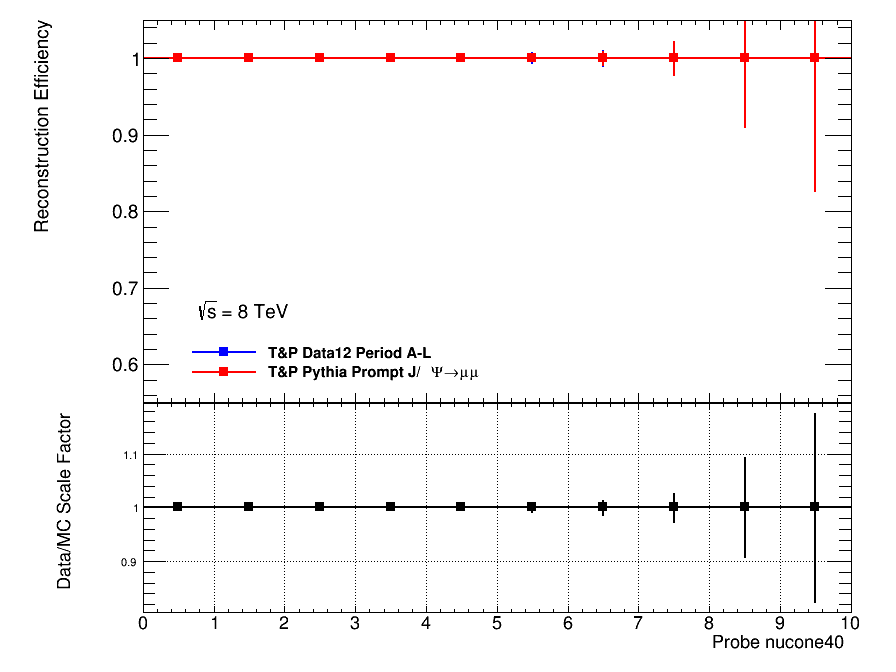 Reconstruction Efficiency
1
0.9
0.8
0.7
0.6
√s = 8 TeV
T&P Data12 Period A-L
T&P Pythia Prompt J/ Ψ→μμ
Data/MC Scale Factor
1.1
1
0.9
0 1 2 3 4 5 6 7 8 9 10
Probe nucone40